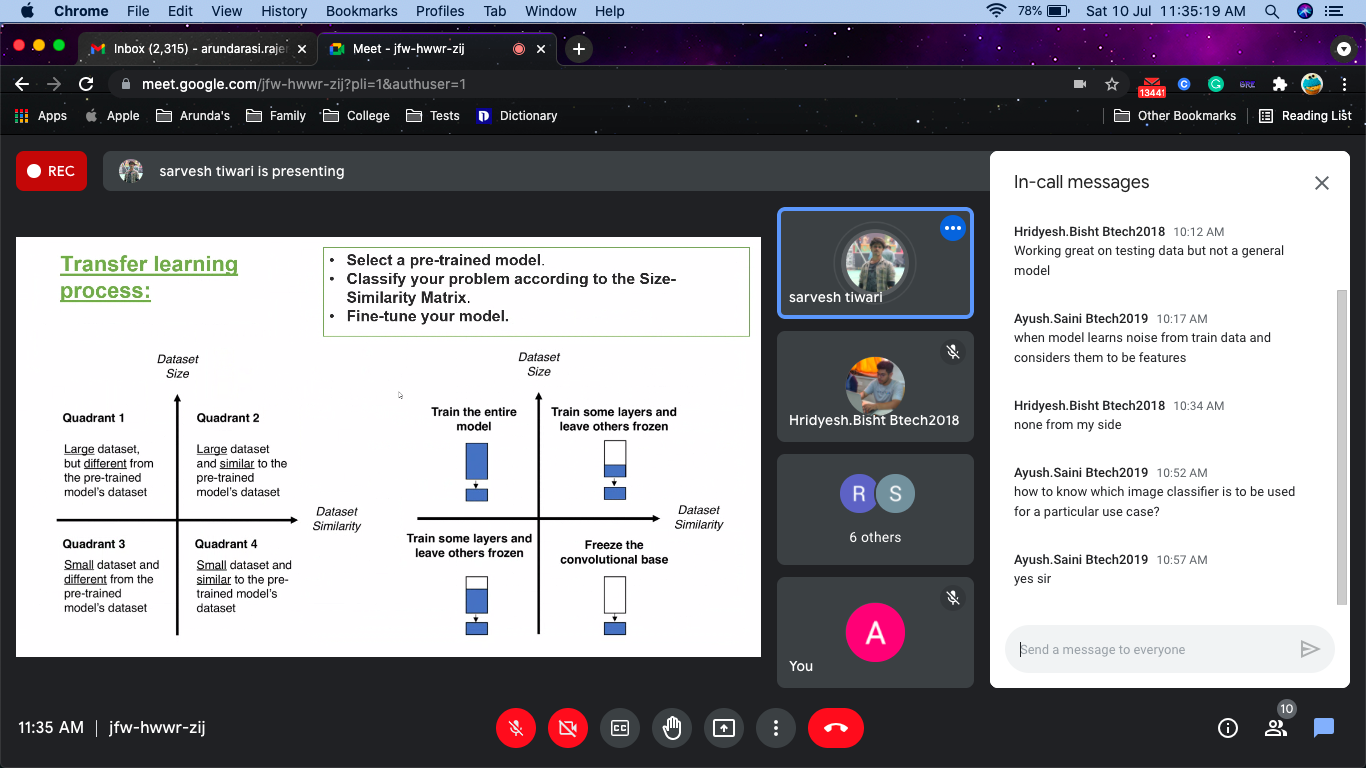 Chrome File Edit View History Bookmarks Profiles Tab Window Help 78% Sat 10 Jul 11:35:19 AM
Inbox (2,315) - arundarasi.rajen
Meet - jfw-hwwr-zij
meet.google.com/jfw-hwwr-zij?pli=1&authuser=1
13441
GRE
Apps Apple Arunda's Family College Tests Dictionary Other Bookmarks Reading List
REC
sarvesh tiwari is presenting
Transfer learning
process:
• Select a pre-trained model.
• Classify your problem according to the Size-
Similarity Matrix.
• Fine-tune your model.
Dataset
Size
Quadrant 1
Large dataset,
but different from
the pre-trained
model's dataset
Quadrant 2
Large dataset
and similar to the
pre-trained
model's dataset
Dataset
Similarity
Quadrant 3
Small dataset and
different from the
pre-trained
model's dataset
Quadrant 4
Small dataset and
similar to the pre-
trained model's
dataset
Dataset
Size
Train the entire
model
Train some layers and
leave others frozen
Dataset
Similarity
Train some layers and
leave others frozen
Freeze the
convolutional base
sarvesh tiwari
Hridyesh.Bisht Btech2018
R S
6 others
A
You
In-call messages
Hridyesh.Bisht Btech2018 10:12 AM
Working great on testing data but not a general
model
Ayush.Saini Btech2019 10:17 AM
when model learns noise from train data and
considers them to be features
Hridyesh.Bisht Btech2018 10:34 AM
none from my side
Ayush.Saini Btech2019 10:52 AM
how to know which image classifier is to be used
for a particular use case?
Ayush.Saini Btech2019 10:57 AM
yes sir
Send a message to everyone
11:35 AM | jfw-hwwr-zij
CC
10